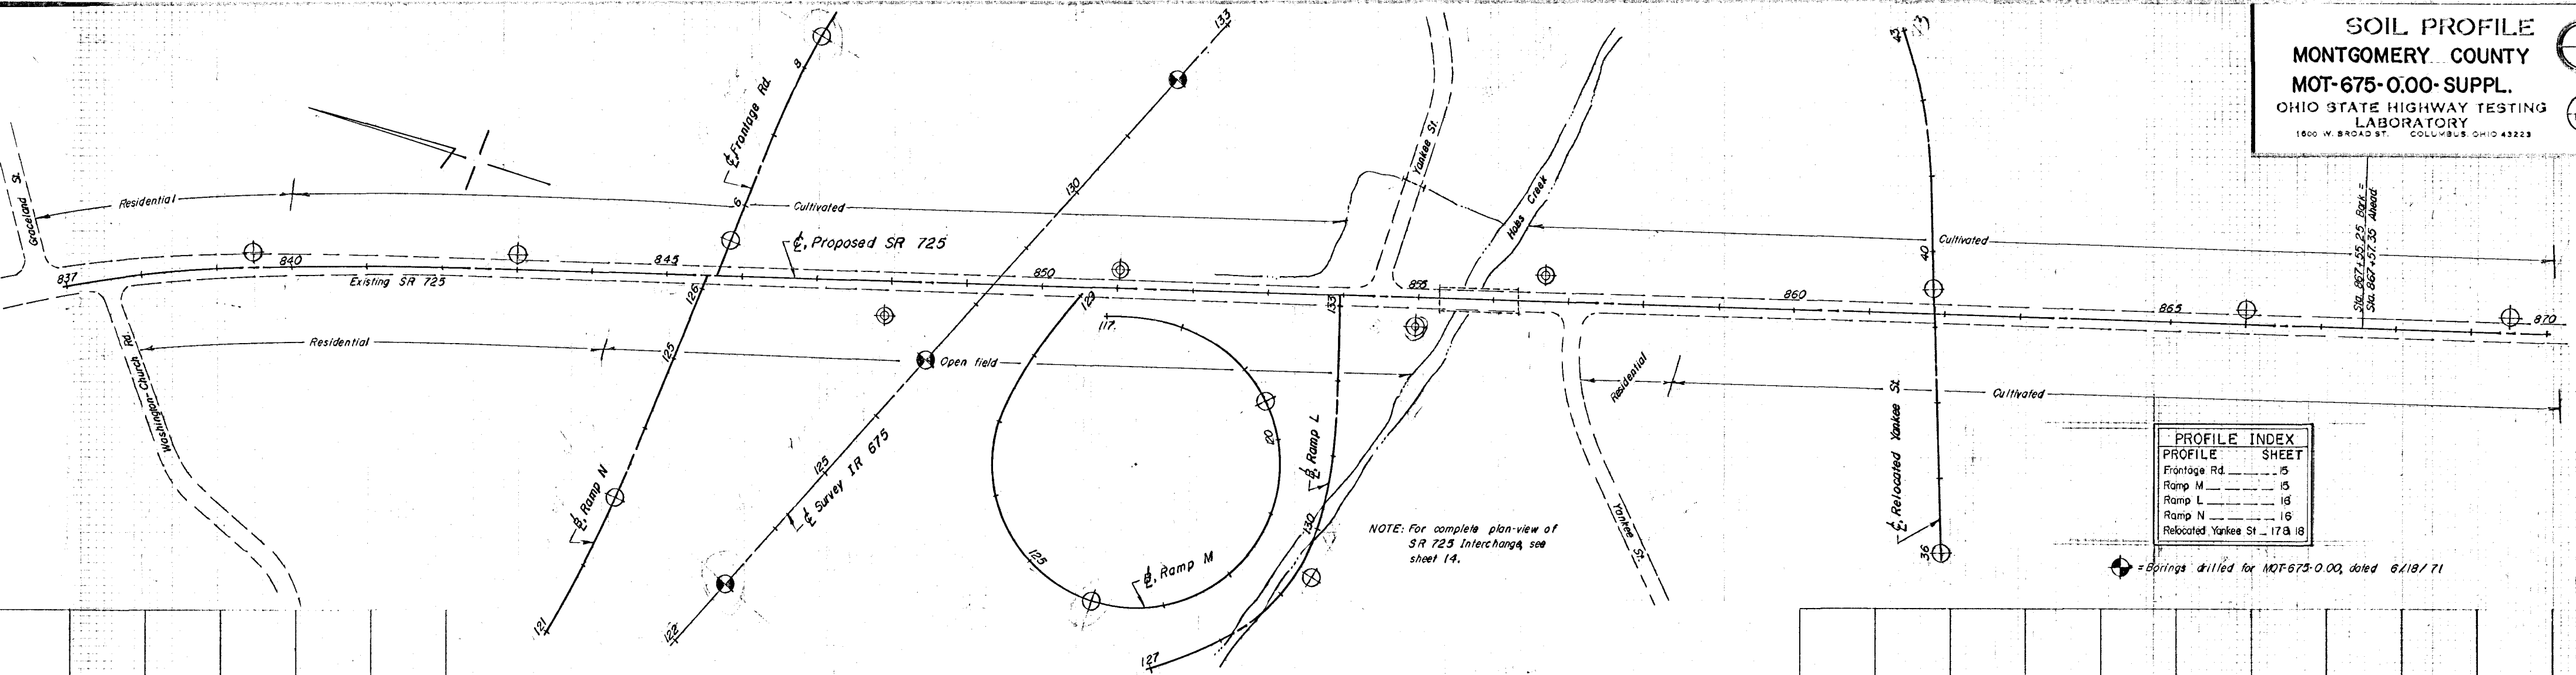 SOIL PROFILE
MONTGOMERY COUNTY
MOT-675-0.00-SUPPL.
OHIO STATE HIGHWAY TESTING
LABORATORY
1600 W. BROAD ST. COLUMBUS, OHIO 43223
Graceland St.
Residential
Cultivated
℄ Frontage Rd.
8
6
133
130
Yankee St.
Hobs Creek
Cultivated
43
40
Sta. 867+55.25 Back =
Sta. 867+57.35 Ahead
837
840
845
℄, Proposed SR 725
850
855
860
865
870
Existing SR 725
Washington-Church Rd.
Residential
Open field
Residential
Cultivated
126
125
121
℄, Ramp N
125
122
℄ Survey IR 675
129
117
20
125
℄, Ramp M
133
130
127
℄, Ramp L
Yankee St.
℄, Relocated Yankee St.
36
NOTE: For complete plan-view of
SR 725 Interchange, see
sheet 14.
PROFILE INDEX
PROFILE SHEET
Frontage Rd. 15
Ramp M 15
Ramp L 16
Ramp N 16
Relocated Yankee St. 17 & 18
= Borings drilled for MOT-675-0.00, dated 6/18/71